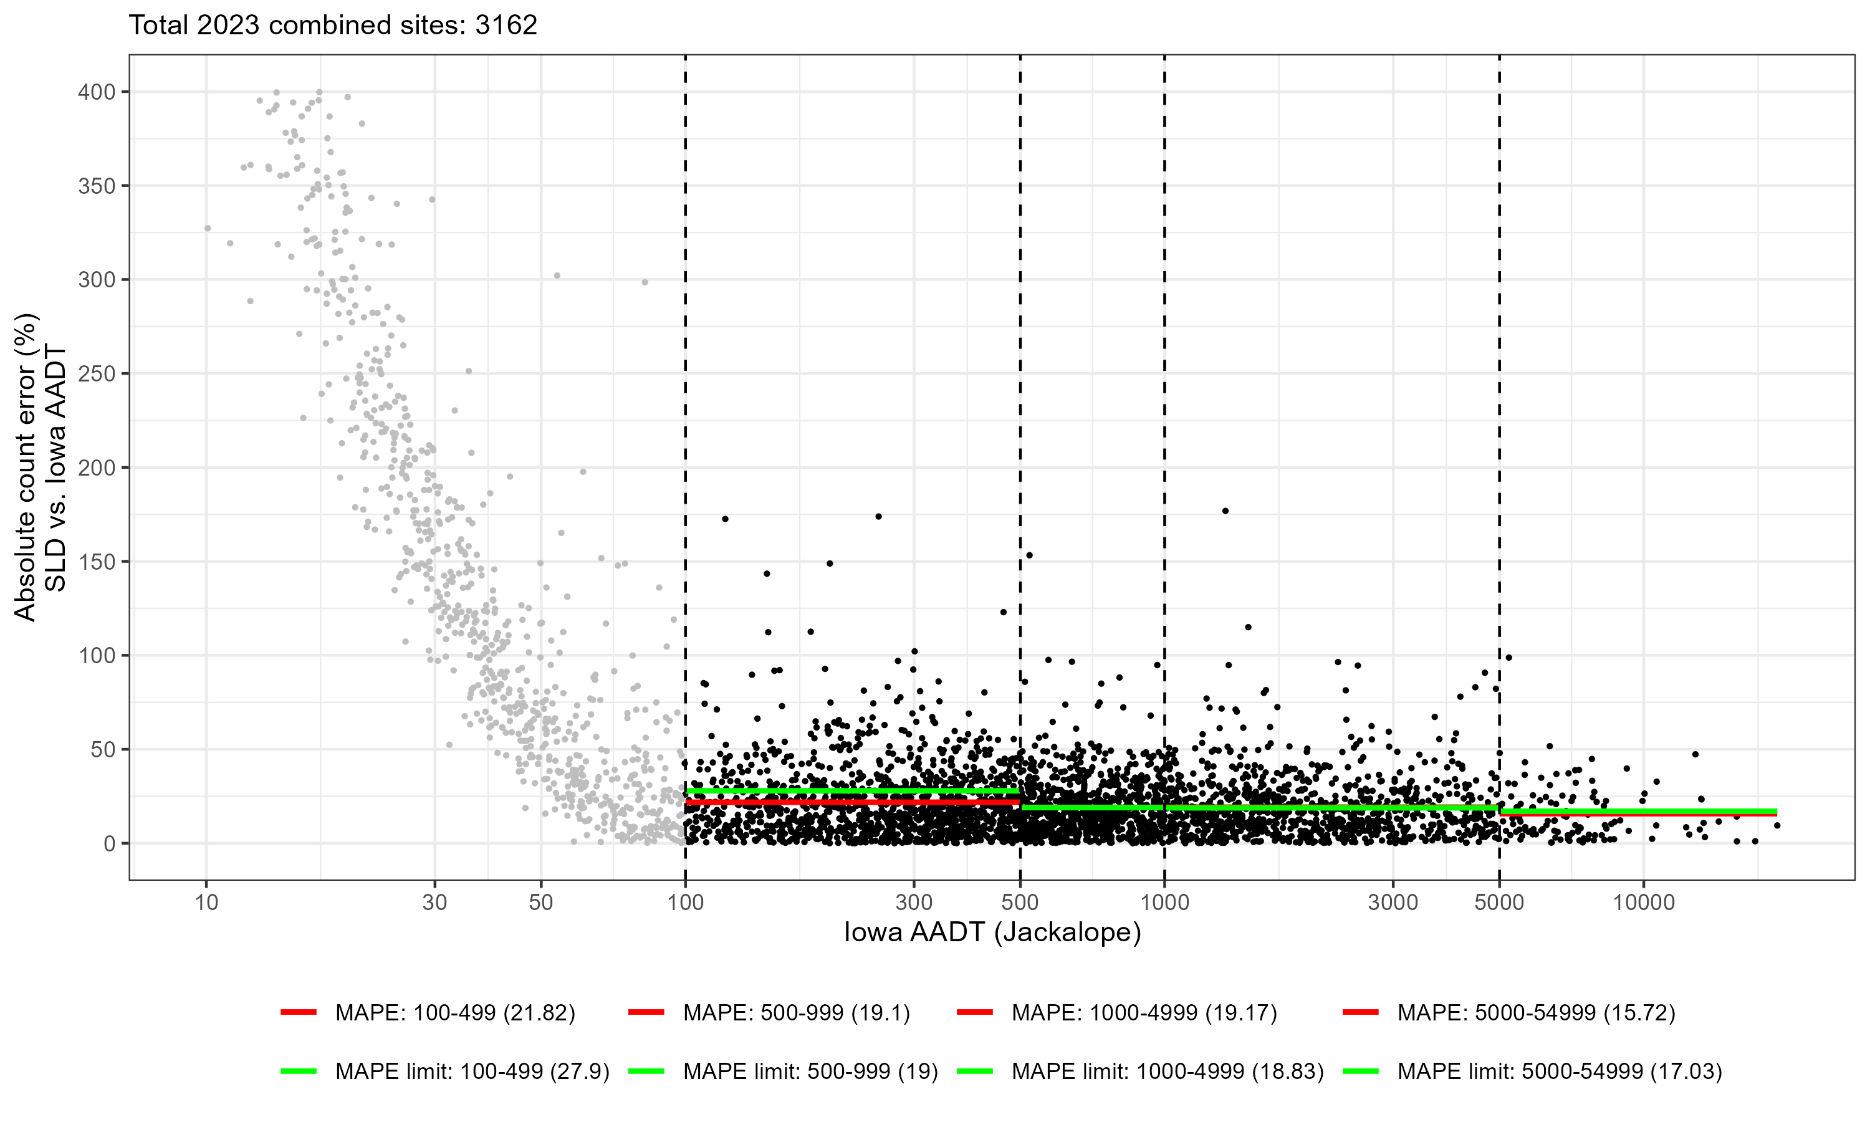 Total 2023 combined sites: 3162
Absolute count error (%)
SLD vs. Iowa AADT
400
350
300
250
200
150
100
50
0
10 30 50 100 300 500 1000 3000 5000 10000
Iowa AADT (Jackalope)
MAPE: 100-499 (21.82) MAPE: 500-999 (19.1) MAPE: 1000-4999 (19.17) MAPE: 5000-54999 (15.72)
MAPE limit: 100-499 (27.9) MAPE limit: 500-999 (19) MAPE limit: 1000-4999 (18.83) MAPE limit: 5000-54999 (17.03)